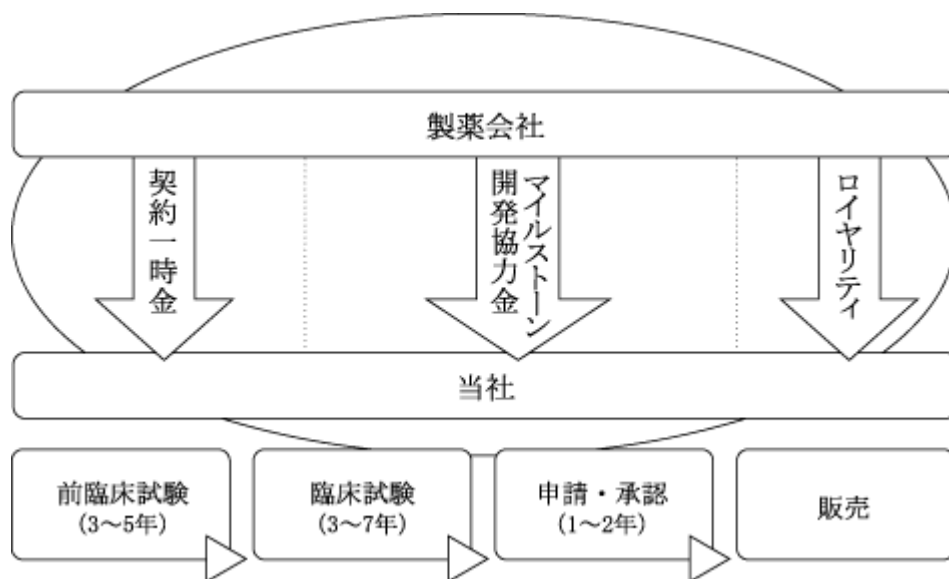 製薬会社
契約一時金
マイルストーン
開発協力金
ロイヤリティ
当社
前臨床試験
(3〜5年)
臨床試験
(3〜7年)
申請・承認
(1〜2年)
販売